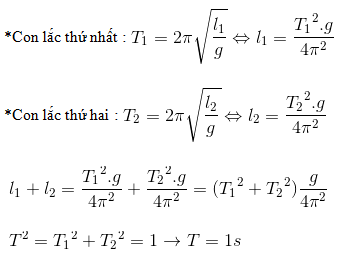 *Con lắc thứ nhất : T₁ = 2π√(l₁/g) ⇔ l₁ = T₁².g/4π²
*Con lắc thứ hai : T₂ = 2π√(l₂/g) ⇔ l₂ = T₂².g/4π²
l₁ + l₂ = T₁².g/4π² + T₂².g/4π² = (T₁² + T₂²) g/4π²
T² = T₁² + T₂² = 1 → T = 1s